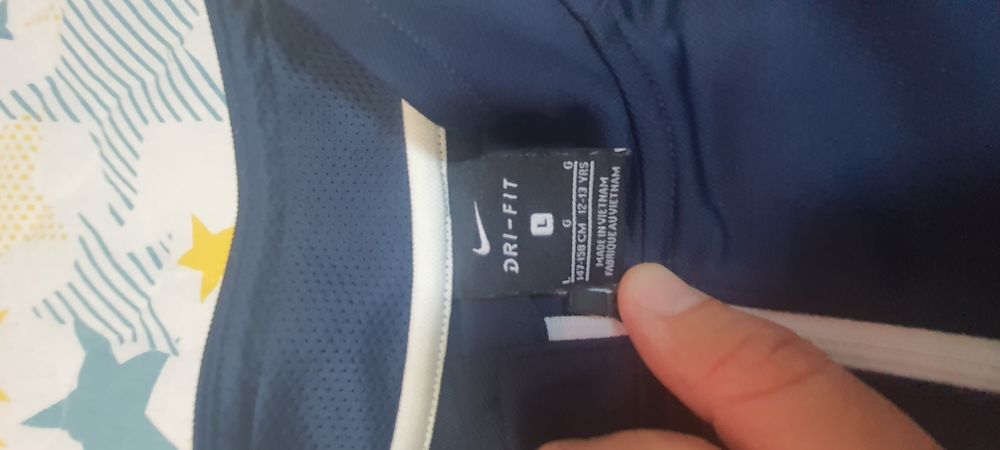 DRI-FIT
L
L G G
147-158 CM 12-13 YRS
MADE IN VIETNAM
FABRIQUE AU VIETNAM